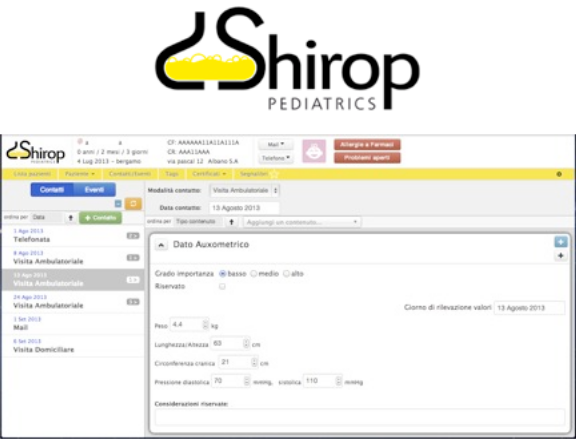 Shirop
PEDIATRICS
Shirop
PEDIATRICS
a a
0 anni / 2 mesi / 3 giorni
4 Lug 2013 - bergamo
CF: AAAAAA11A11A111A
CR: AAA11AAA
via pascal 12 Albano S.A
Mail
Telefono
Allergie a Farmaci
Problemi aperti
Lista pazienti Paziente Contatti/Eventi Tags Certificati Segnalini
Contatti Eventi
ordina per Data + Contatto
1 Ago 2013
Telefonata
8 Ago 2013
Visita Ambulatoriale
13 Ago 2013
Visita Ambulatoriale
24 Ago 2013
Visita Ambulatoriale
1 Set 2013
Mail
8 Set 2013
Visita Domiciliare
Modalità contatto: Visita Ambulatoriale
Data contatto: 13 Agosto 2013
ordina per Tipo contenuto Aggiungi un contenuto...
Dato Auxometrico
Grado importanza basso medio alto
Riservato
Giorno di rilevazione valori 13 Agosto 2013
Peso 4.4 kg
Lunghezza/Altezza 63 cm
Circonferenza cranica 21 cm
Pressione diastolica 70 mmHg, sistolica 110 mmHg
Considerazioni riservate: